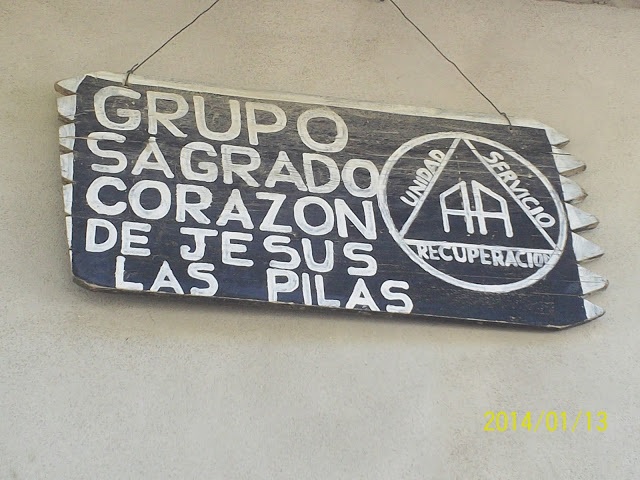 GRUPO
SAGRADO
CORAZON
DE JESUS
LAS PILAS
UNIDAD
SERVICIO
AA
RECUPERACION
2014/01/13